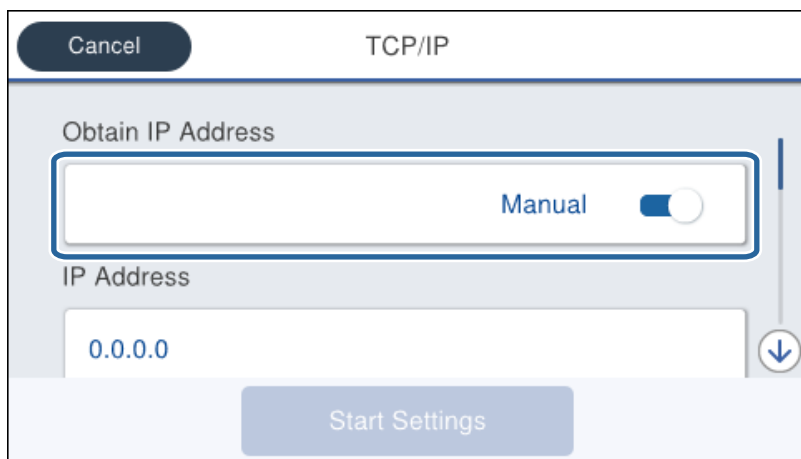 Cancel TCP/IP
Obtain IP Address
Manual
IP Address
0.0.0.0
Start Settings